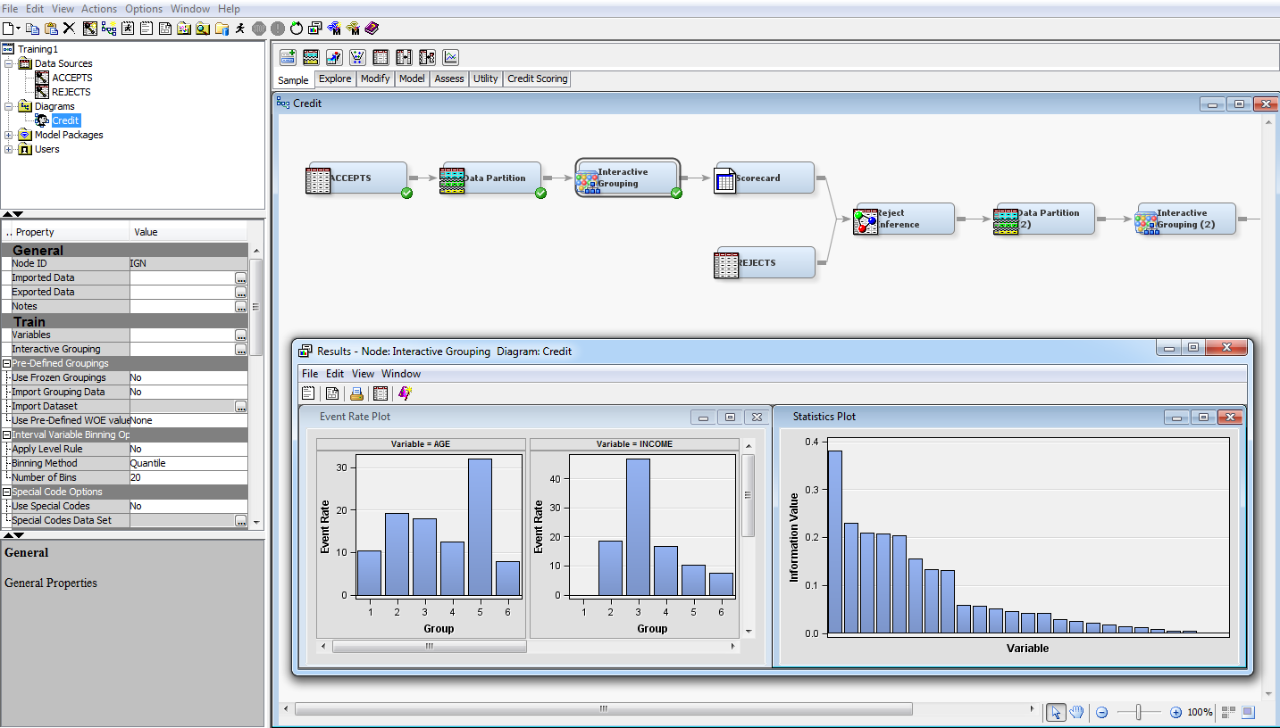 File Edit View Actions Options Window Help
Training1
Data Sources
ACCEPTS
REJECTS
Diagrams
Credit
Model Packages
Users
.. Property Value
General
Node ID IGN
Imported Data ...
Exported Data ...
Notes ...
Train
Variables ...
Interactive Grouping ...
Pre-Defined Groupings
Use Frozen Groupings No
Import Grouping Data No
Import Dataset ...
Use Pre-Defined WOE value None
Interval Variable Binning Op
Apply Level Rule No
Binning Method Quantile
Number of Bins 20
Special Code Options
Use Special Codes No
Special Codes Data Set ...
General
General Properties
Sample Explore Modify Model Assess Utility Credit Scoring
Credit
ACCEPTS
Data Partition
Interactive
Grouping
Scorecard
REJECTS
Reject
Inference
Data Partition
2)
Interactive
Grouping (2)
Results - Node: Interactive Grouping Diagram: Credit
File Edit View Window
Event Rate Plot
Variable = AGE
Event Rate
30
20
10
0
1 2 3 4 5 6
Group
Variable = INCOME
Event Rate
40
30
20
10
0
1 2 3 4 5 6
Group
Statistics Plot
Information Value
0.4
0.3
0.2
0.1
0.0
Variable
100%